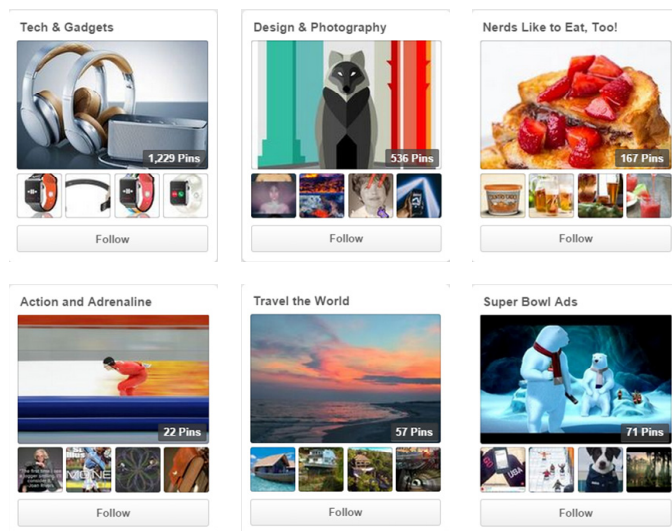 Tech & Gadgets
1,229 Pins
Follow
Design & Photography
536 Pins
Follow
Nerds Like to Eat, Too!
167 Pins
Follow
Action and Adrenaline
22 Pins
Follow
Travel the World
57 Pins
Follow
Super Bowl Ads
71 Pins
USA
Follow